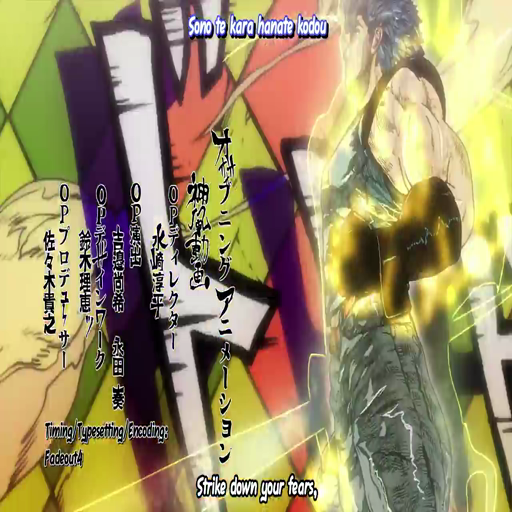 Sono te kara hanate kodou
オープニングアニメーション
神風動画
OPディレクター
水﨑淳平
OP演出
吉邉尚希 永田奏
OPデザインワーク
鈴木理恵ッ
OPプロデューサー
佐々木貴之
Timing/Typesetting/Encoding:
Fadeout4
Strike down your fears,